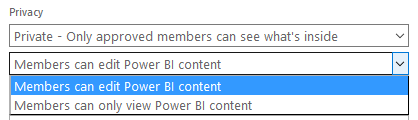 Privacy
Private - Only approved members can see what's inside
Members can edit Power BI content
Members can edit Power BI content
Members can only view Power BI content